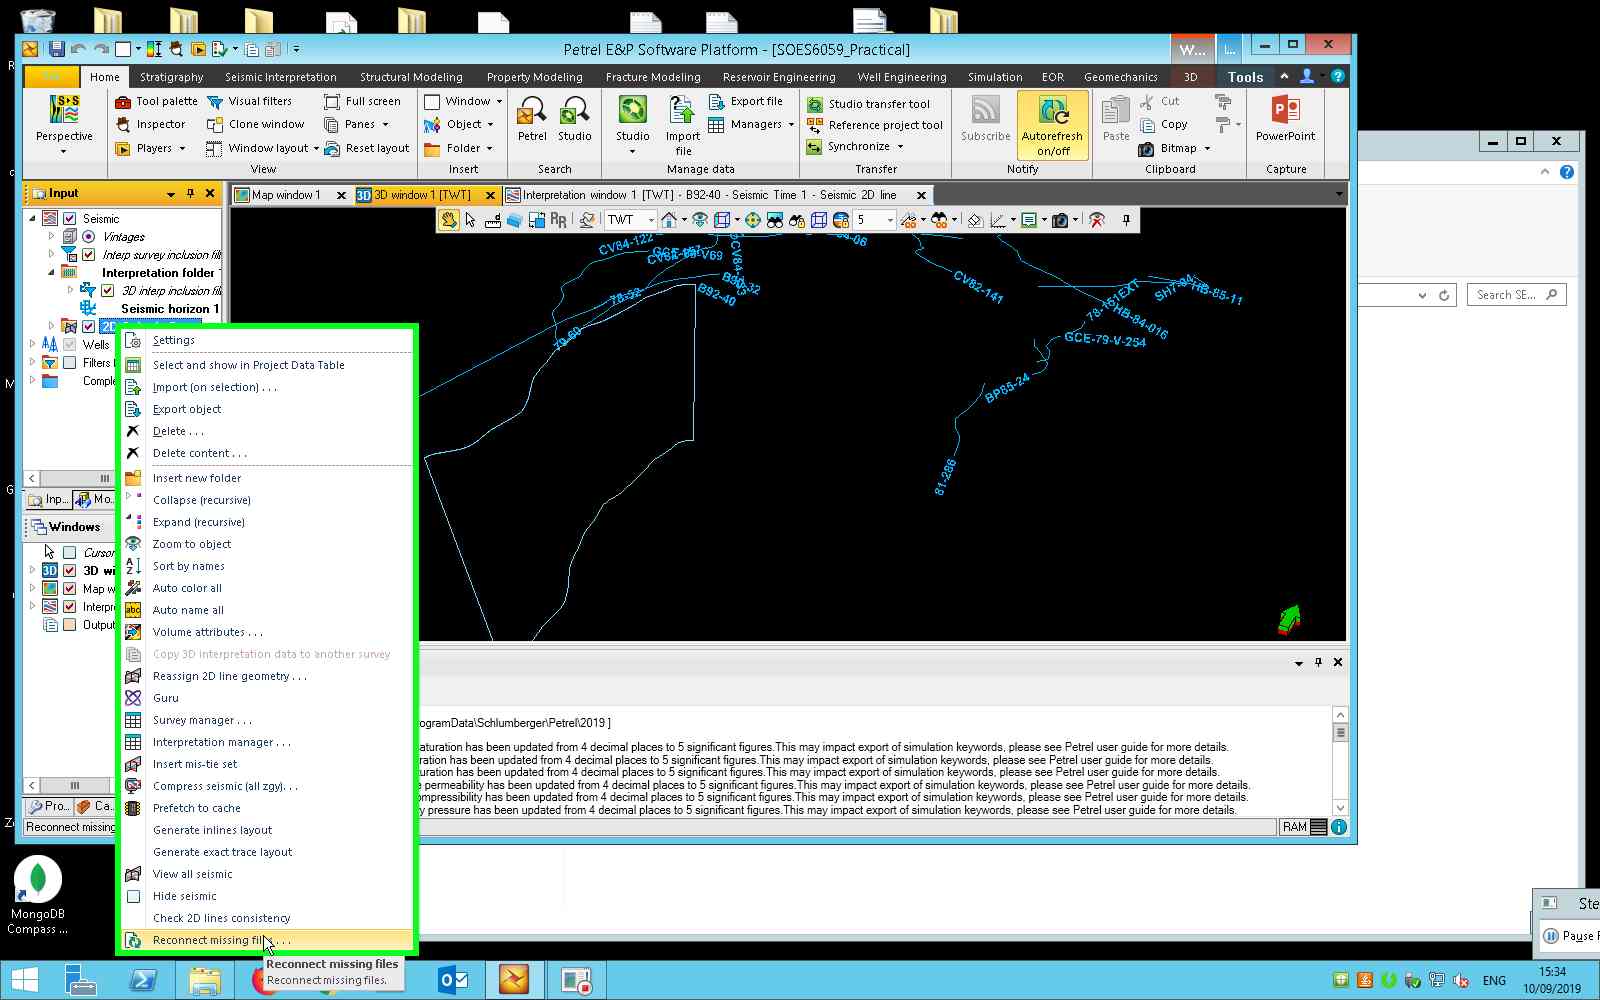 Petrel E&P Software Platform - [SOES6059_Practical]
W...
L...
Home
Stratigraphy
Seismic Interpretation
Structural Modeling
Property Modeling
Fracture Modeling
Reservoir Engineering
Well Engineering
Simulation
EOR
Geomechanics
3D
Tools
Perspective
Tool palette
Inspector
Players
Visual filters
Clone window
Window layout
Full screen
Panes
Reset layout
View
Window
Object
Folder
Insert
Petrel
Studio
Search
Studio
Import file
Export file
Managers
Manage data
Studio transfer tool
Reference project tool
Synchronize
Transfer
Subscribe
Autorefresh on/off
Notify
Paste
Cut
Copy
Bitmap
Clipboard
PowerPoint
Capture
Input
Map window 1
3D window 1 [TWT]
Interpretation window 1 [TWT] - B92-40 - Seismic Time 1 - Seismic 2D line
TWT
5
Search SE...
Seismic
Vintages
Interp survey inclusion fil
Interpretation folder
3D interp inclusion fil
Seismic horizon 1
2D
Wells
Filters
Comple
Inp...
Mo...
Windows
Cursor
3D wi
Map w
Interpr
Output
Pro...
Ca...
Reconnect missing
CV84-122
79-60
B92-40
CV82-141
78-151EXT
HB-84-016
HB-85-11
GCE-79-V-254
BP85-24
81-286
Settings
Select and show in Project Data Table
Import (on selection) . . .
Export object
Delete . . .
Delete content . . .
Insert new folder
Collapse (recursive)
Expand (recursive)
Zoom to object
Sort by names
Auto color all
Auto name all
Volume attributes . . .
Copy 3D interpretation data to another survey
Reassign 2D line geometry . . .
Guru
Survey manager . . .
Interpretation manager . . .
Insert mis-tie set
Compress seismic (all zgy). . .
Prefetch to cache
Generate inlines layout
Generate exact trace layout
View all seismic
Hide seismic
Check 2D lines consistency
Reconnect missing fil . . .
Reconnect missing files
Reconnect missing files.
ogramData\Schlumberger\Petrel\2019 ]
aturation has been updated from 4 decimal places to 5 significant figures.This may impact export of simulation keywords, please see Petrel user guide for more details.
ration has been updated from 4 decimal places to 5 significant figures.This may impact export of simulation keywords, please see Petrel user guide for more details.
uration has been updated from 4 decimal places to 5 significant figures.This may impact export of simulation keywords, please see Petrel user guide for more details.
e permeability has been updated from 4 decimal places to 5 significant figures.This may impact export of simulation keywords, please see Petrel user guide for more details.
ompressibility has been updated from 4 decimal places to 5 significant figures.This may impact export of simulation keywords, please see Petrel user guide for more details.
y pressure has been updated from 4 decimal places to 5 significant figures.This may impact export of simulation keywords, please see Petrel user guide for more details.
RAM
MongoDB
Compass ...
Ste
Pause R
ENG
15:34
10/09/2019